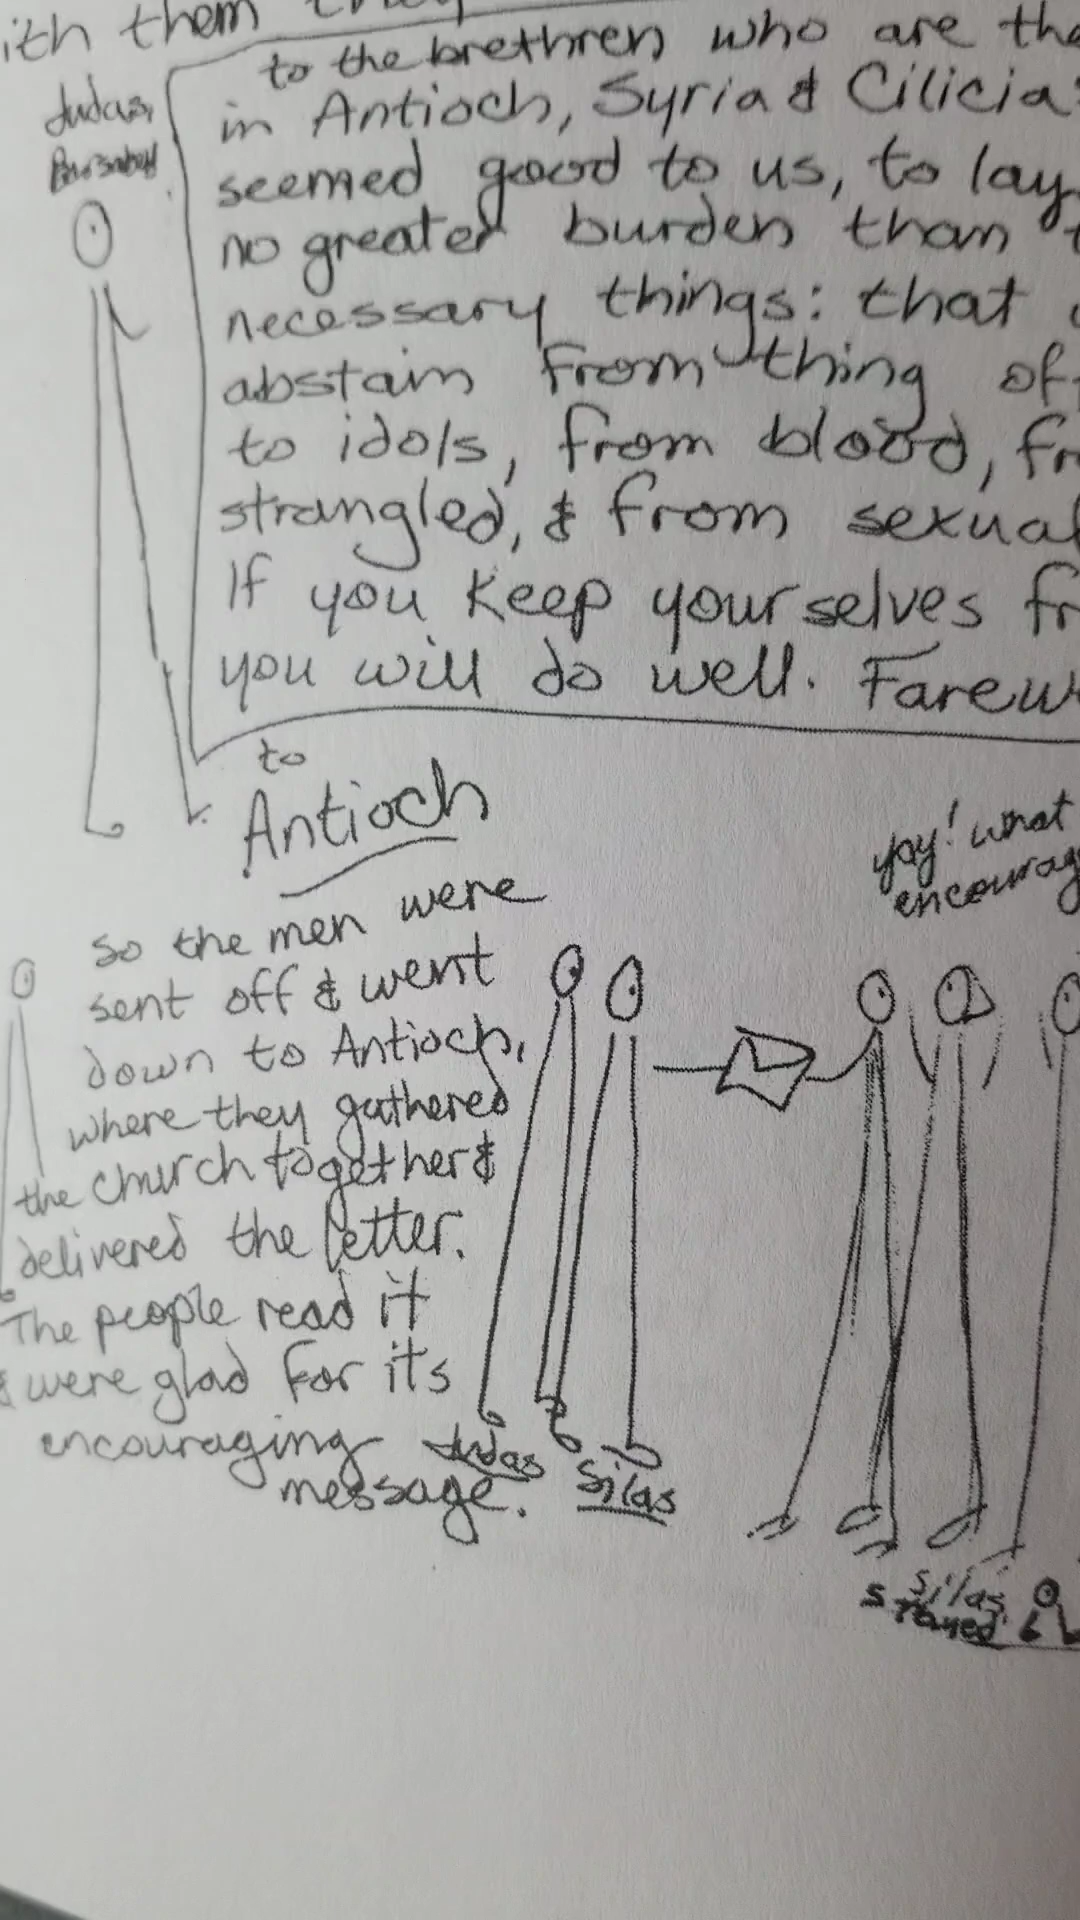 ith them they
Judas,
to the brethren who are the
in Antioch, Syria & Cilicia:
seemed good to us, to lay
no greater burden than t
necessary things: that
abstain from thing of
to idols, from blood, fr
strangled, & from sexual
If you keep yourselves fr
you will do well. Farew
to
Antioch
So the men were
sent off & went
down to Antioch,
where they gathered
the church together &
delivered the letter.
The people read it
& were glad for its
encouraging
message.
Judas
Silas
yay! what
encourag
Silas
stayed